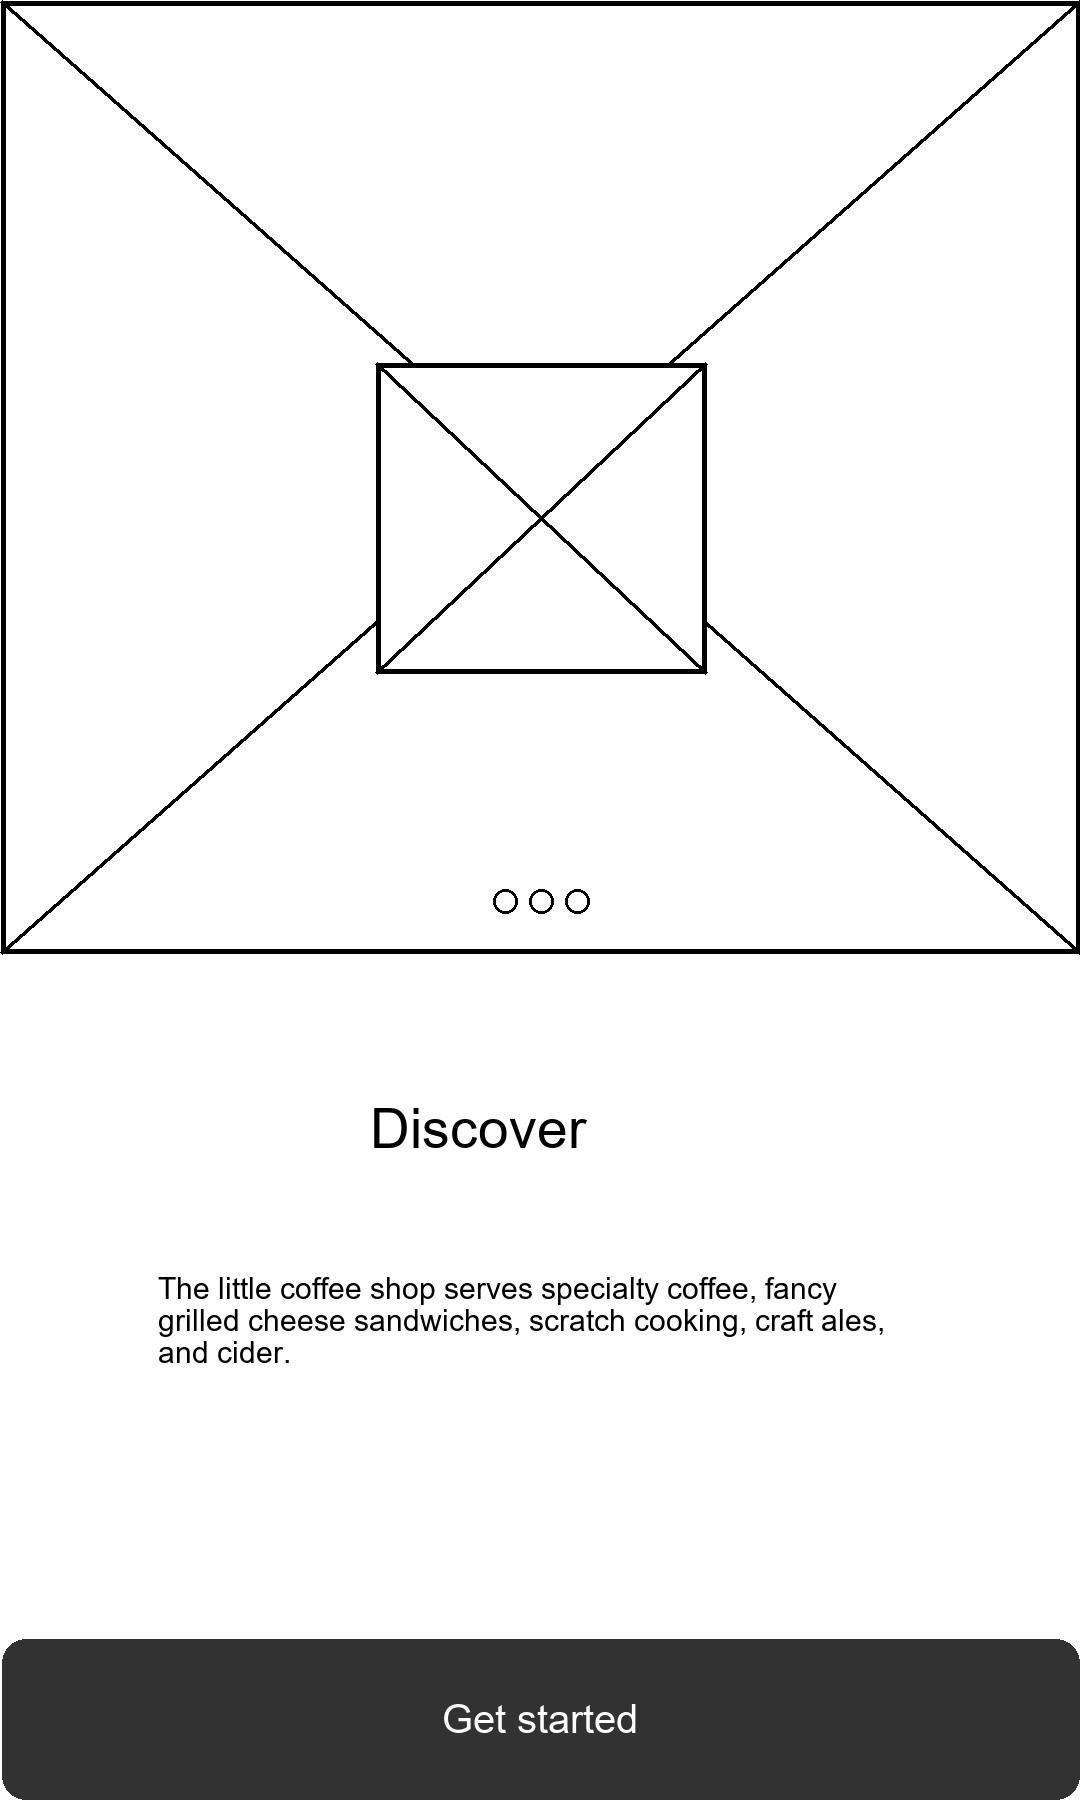 Discover
The little coffee shop serves specialty coffee, fancy
grilled cheese sandwiches, scratch cooking, craft ales,
and cider.
Get started